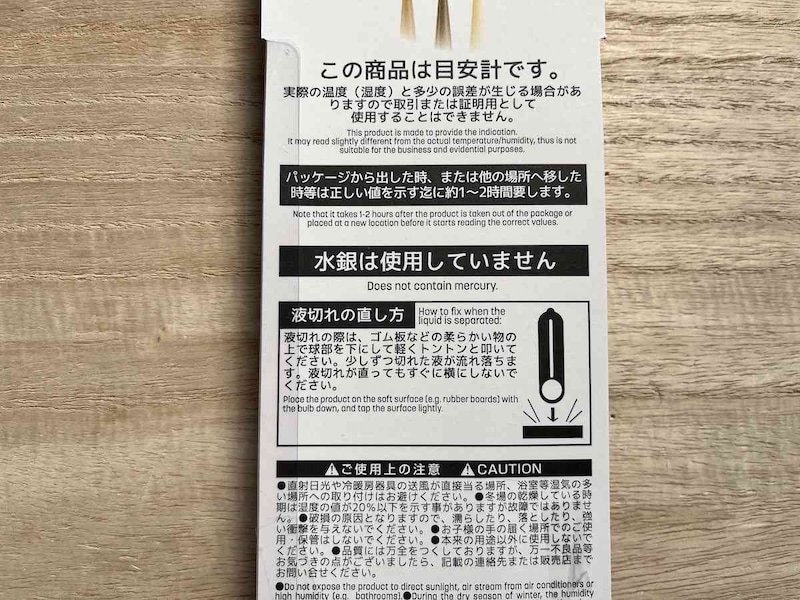 この商品は目安計です。
実際の温度（湿度）と多少の誤差が生じる場合があ
りますので取引または証明用として
使用することはできません。
This product is made to provide the indication.
It may read slightly different from the actual temperature/humidity, thus is not
suitable for the business and evidential purposes.
パッケージから出した時、または他の場所へ移した
時等は正しい値を示す迄に約1〜2時間要します。
Note that it takes 1-2 hours after the product is taken out of the package or
placed at a new location before it starts reading the correct values.
水銀は使用していません
Does not contain mercury.
液切れの直し方 How to fix when the
liquid is separated:
液切れの際は、ゴム板などの柔らかい物の
上で球部を下にして軽くトントンと叩いて
ください。少しずつ切れた液が流れ落ちま
す。液切れが直ってもすぐに横にしないで
ください。
Place the product on the soft surface (e.g. rubber boards) with
the bulb down, and tap the surface lightly.
⚠ご使用上の注意 ⚠CAUTION
●直射日光や冷暖房器具の送風が直接当る場所、浴室等湿気の多
い場所への取り付けはお避けください。●冬場の乾燥している時
期は湿度の値が20%以下を示す事がありますが故障ではありませ
ん。●破損の原因となりますので、濡らしたり、落としたり、強
い衝撃を与えないでください。●お子様の手の届く場所でのご使
用・保管はしないでください。●本来の用途以外に使用しないで
ください。●品質には万全をつくしておりますが、万一不良品等
お気づきの点がございましたら、記載の連絡先または販売店まで
お問い合せください。
●Do not expose the product to direct sunlight, air stream from air conditioners or
high humidity (e.g. bathrooms).●During the dry season of winter, the humidity